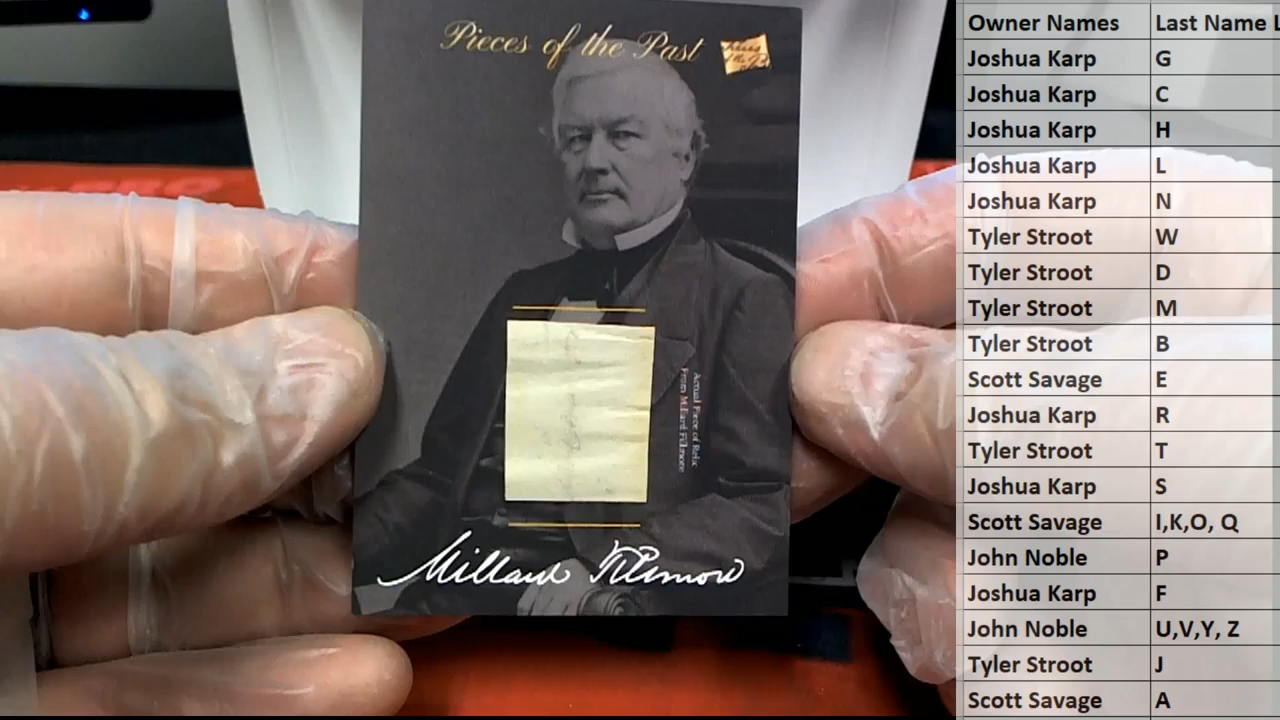 Pieces of the Past
Actual Piece of Relic
From Millard Fillmore
Millard Fillmore
Owner Names Last Name L
Joshua Karp G
Joshua Karp C
Joshua Karp H
Joshua Karp L
Joshua Karp N
Tyler Stroot W
Tyler Stroot D
Tyler Stroot M
Tyler Stroot B
Scott Savage E
Joshua Karp R
Tyler Stroot T
Joshua Karp S
Scott Savage I,K,O, Q
John Noble P
Joshua Karp F
John Noble U,V,Y, Z
Tyler Stroot J
Scott Savage A